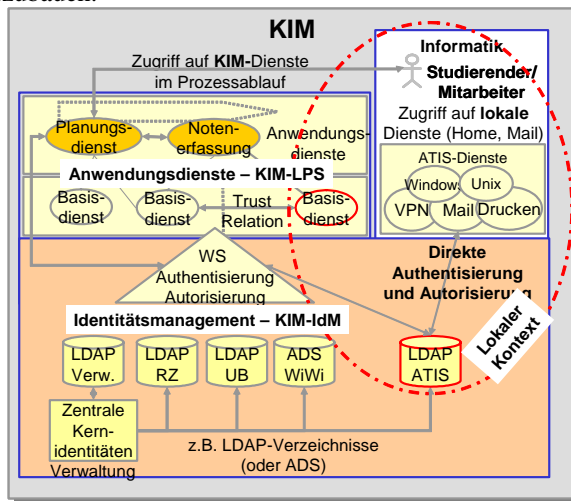 KIM
Zugriff auf KIM-Dienste
im Prozessablauf
Informatik
Studierender/
Mitarbeiter
Zugriff auf lokale
Dienste (Home, Mail)
Planungs-
dienst
Noten-
erfassung
Anwendungs-
dienste
ATIS-Dienste
Windows
Unix
VPN
Mail
Drucken
Anwendungsdienste – KIM-LPS
Basis-
dienst
Basis-
dienst
Trust
Relation
Basis-
dienst
WS
Authentisierung
Autorisierung
Direkte
Authentisierung
und Autorisierung
Identitätsmanagement – KIM-IdM
Lokaler
Kontext
LDAP
Verw.
LDAP
RZ
LDAP
UB
ADS
WiWi
LDAP
ATIS
Zentrale
Kern-
identitäten
Verwaltung
z.B. LDAP-Verzeichnisse
(oder ADS)